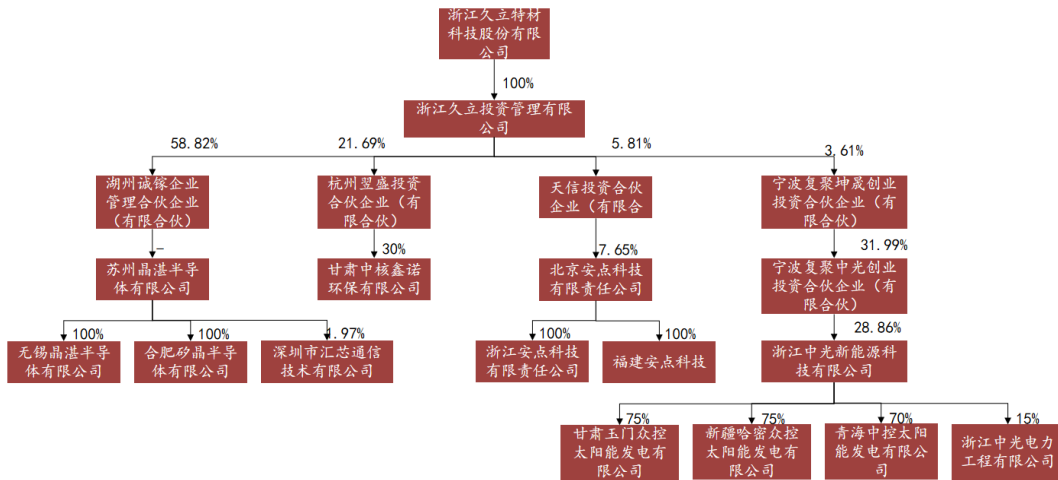 浙江久立特材
科技股份有限
公司
100%
浙江久立投资管理有限
公司
58.82%
21.69%
5.81%
3.61%
湖州诚镓企业
管理合伙企业
（有限合伙）
杭州翌盛投资
合伙企业（有
限合伙）
天信投资合伙
企业（有限合
宁波复聚坤晟创业
投资合伙企业（有
限合伙）
–
30%
7.65%
31.99%
苏州晶湛半导
体有限公司
甘肃中核鑫诺
环保有限公司
北京安点科技
有限责任公司
宁波复聚中光创业
投资合伙企业（有
限合伙）
100%
100%
1.97%
100%
100%
28.86%
无锡晶湛半导
体有限公司
合肥矽晶半导
体有限公司
深圳市汇芯通信
技术有限公司
浙江安点科技
有限责任公司
福建安点科技
浙江中光新能源科
技有限公司
75%
75%
70%
15%
甘肃玉门众控
太阳能发电有
限公司
新疆哈密众控
太阳能发电有
限公司
青海中控太阳
能发电有限公
司
浙江中光电力
工程有限公司